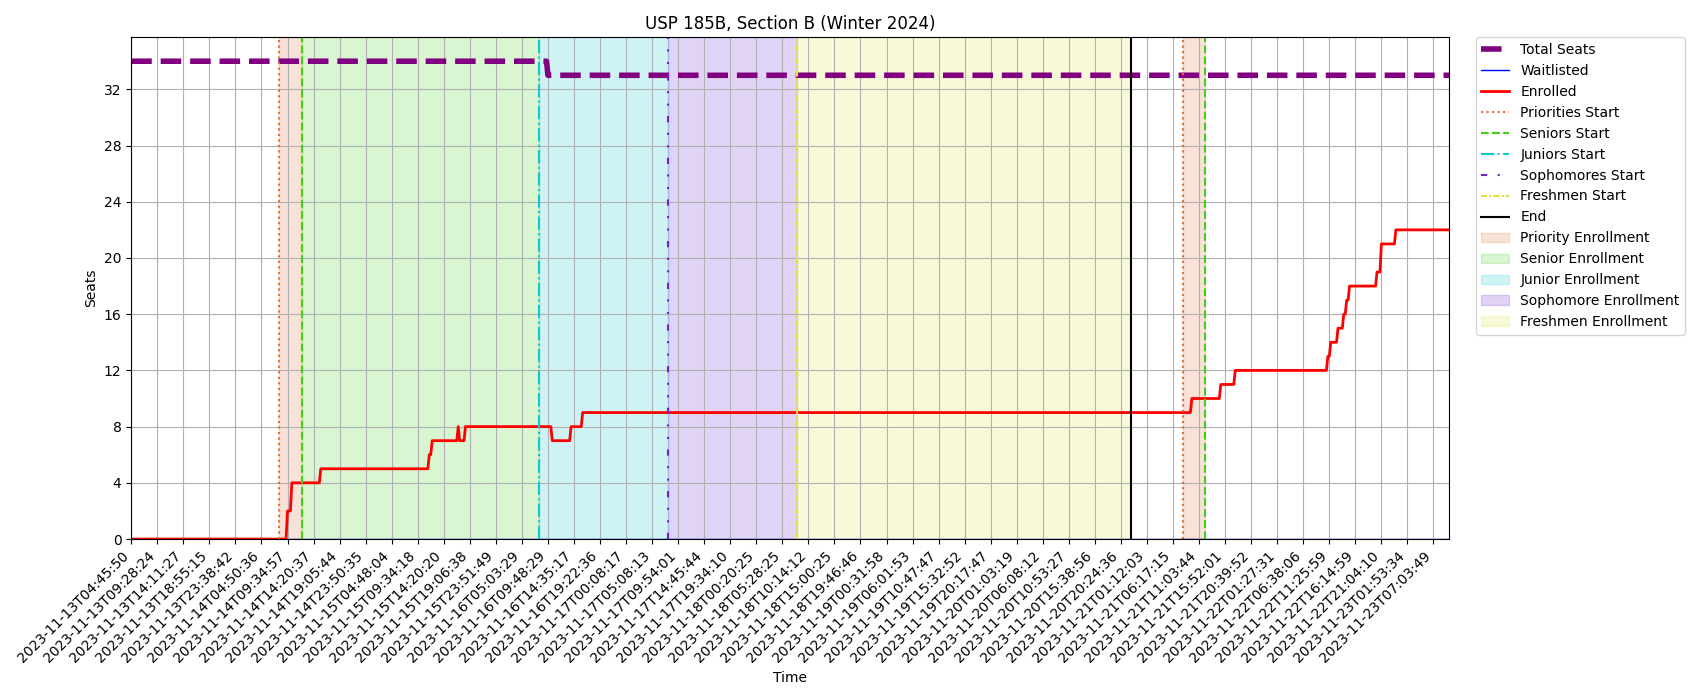 USP 185B, Section B (Winter 2024)
Total Seats
Waitlisted
Enrolled
Priorities Start
Seniors Start
Juniors Start
Sophomores Start
Freshmen Start
End
Priority Enrollment
Senior Enrollment
Junior Enrollment
Sophomore Enrollment
Freshmen Enrollment
Seats
32
28
24
20
16
12
8
4
0
2023-11-13T04:45:50
2023-11-13T09:28:24
2023-11-13T14:11:27
2023-11-13T18:55:15
2023-11-13T23:38:42
2023-11-14T04:50:36
2023-11-14T09:34:57
2023-11-14T14:20:37
2023-11-14T19:05:44
2023-11-14T23:50:35
2023-11-15T04:48:04
2023-11-15T09:34:18
2023-11-15T14:20:20
2023-11-15T19:06:38
2023-11-15T23:51:49
2023-11-16T05:03:29
2023-11-16T09:48:29
2023-11-16T14:35:17
2023-11-16T19:22:36
2023-11-17T00:08:17
2023-11-17T05:08:13
2023-11-17T09:54:01
2023-11-17T14:45:44
2023-11-17T19:34:10
2023-11-18T00:20:25
2023-11-18T05:28:25
2023-11-18T10:14:12
2023-11-18T15:00:25
2023-11-18T19:46:46
2023-11-19T00:31:58
2023-11-19T06:01:53
2023-11-19T10:47:47
2023-11-19T15:32:52
2023-11-19T20:17:47
2023-11-20T01:03:19
2023-11-20T06:08:12
2023-11-20T10:53:27
2023-11-20T15:38:56
2023-11-20T20:24:36
2023-11-21T01:12:03
2023-11-21T06:17:15
2023-11-21T11:03:44
2023-11-21T15:52:01
2023-11-21T20:39:52
2023-11-22T01:27:31
2023-11-22T06:38:06
2023-11-22T11:25:59
2023-11-22T16:14:59
2023-11-22T21:04:10
2023-11-23T01:53:34
2023-11-23T07:03:49
Time